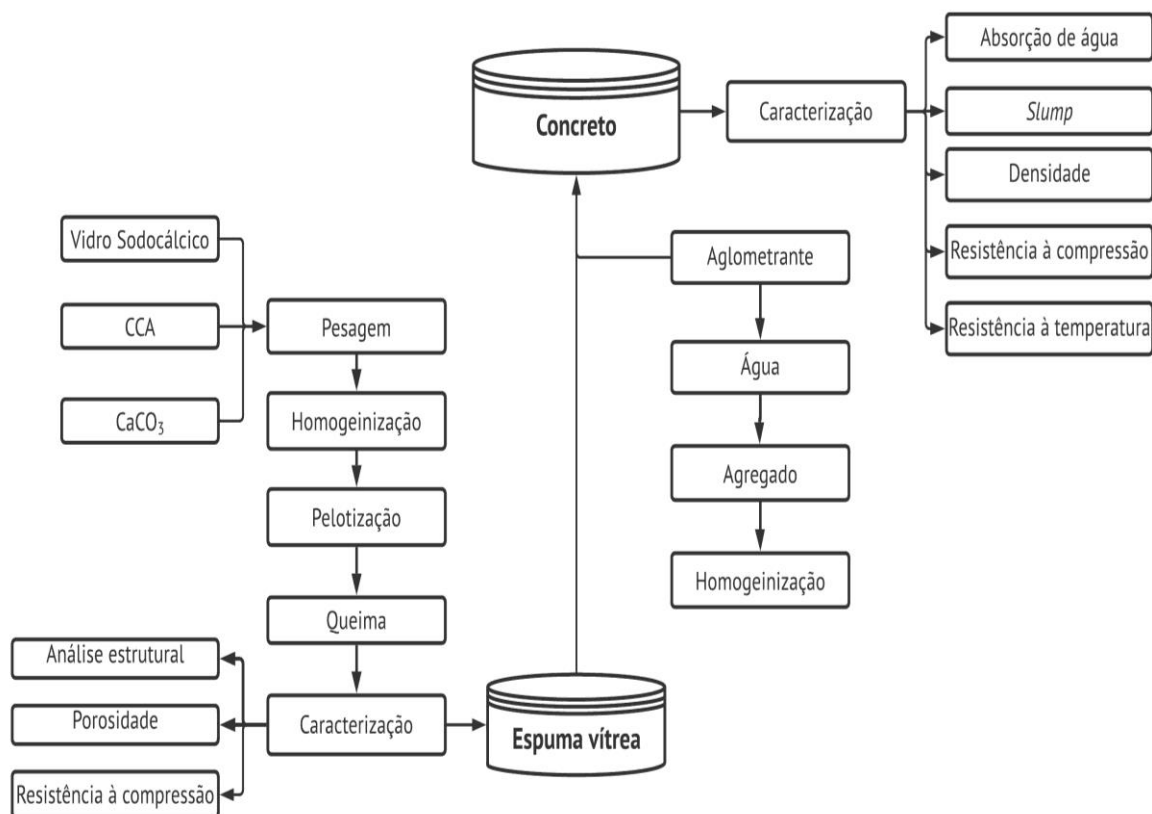 Absorção de água
Concreto
Caracterização
Slump
Densidade
Resistência à compressão
Resistência à temperatura
Vidro Sodocálcico
CCA
CaCO₃
Pesagem
Homogeinização
Pelotização
Queima
Caracterização
Análise estrutural
Porosidade
Resistência à compressão
Espuma vítrea
Aglometrante
Água
Agregado
Homogeinização